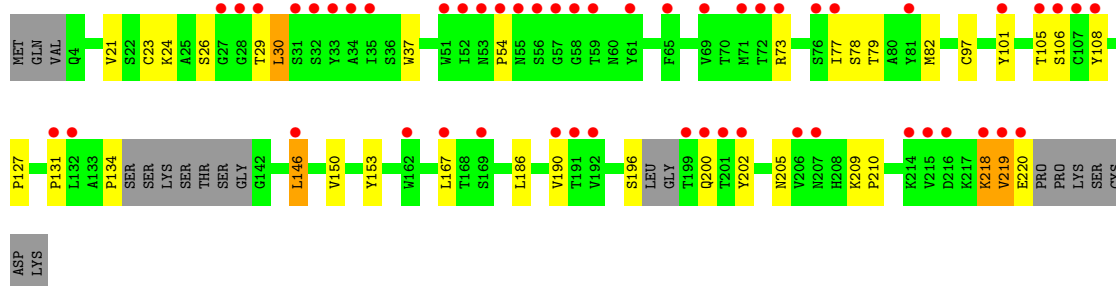 MET GLN VAL Q4 V21 S22 C23 K24 A25 S26 G27 G28 T29 L30 S31 S32 Y33 A34 I35 S36 W37 W51 I52 N53 P54 N55 S56 G57 G58 T59 N60 Y61 F65 V69 T70 M71 T72 R73 S76 I77 S78 T79 A80 Y81 M82 C97 Y101 T105 S106 C107 Y108
P127 P131 L132 A133 P134 SER SER LYS SER THR SER GLY G142 L146 V150 Y153 W162 L167 T168 S169 L186 V190 T191 V192 S196 LEU GLY T199 Q200 T201 Y202 N205 V206 N207 H208 K209 P210 K214 V215 D216 K217 K218 V219 E220 PRO PRO LYS SER CYS
ASP LYS